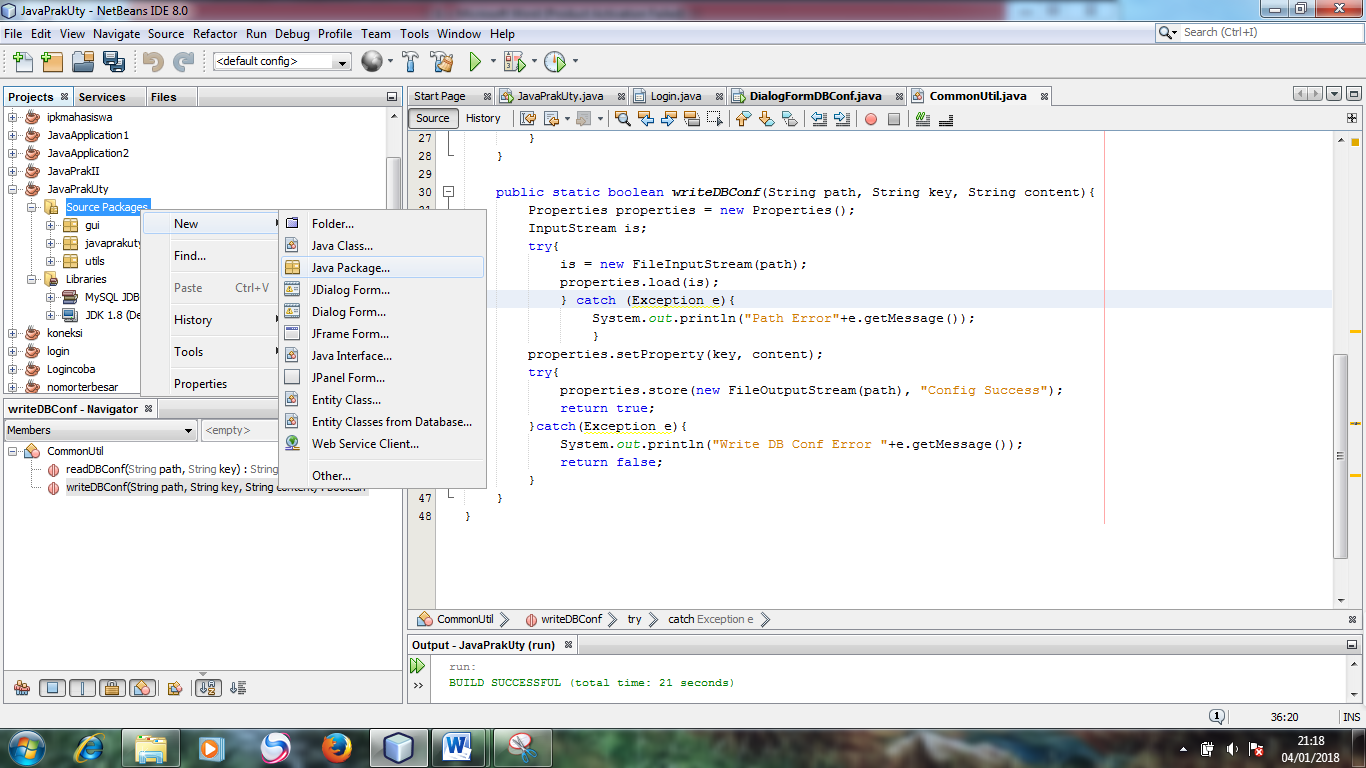 JavaPrakUty - NetBeans IDE 8.0
File Edit View Navigate Source Refactor Run Debug Profile Team Tools Window Help
Search (Ctrl+I)
<default config>
Projects Services Files
ipkmahasiswa
JavaApplication1
JavaApplication2
JavaPrakII
JavaPrakUty
Source Packages
gui
javaprakuty
utils
Libraries
MySQL JDB
JDK 1.8 (De
koneksi
login
Logincoba
nomorterbesar
New
Find...
Paste Ctrl+V
History
Tools
Properties
Folder...
Java Class...
Java Package...
JDialog Form...
Dialog Form...
JFrame Form...
Java Interface...
JPanel Form...
Entity Class...
Entity Classes from Database...
Web Service Client...
Other...
writeDBConf - Navigator
Members <empty>
CommonUtil
readDBConf(String path, String key) : String
writeDBConf(String path, String key, String content) : boolean
Start Page JavaPrakUty.java Login.java DialogFormDBConf.java CommonUtil.java
Source History
27 }
28 }
29
30 public static boolean writeDBConf(String path, String key, String content){
Properties properties = new Properties();
InputStream is;
try{
is = new FileInputStream(path);
properties.load(is);
} catch (Exception e){
System.out.println("Path Error"+e.getMessage());
}
properties.setProperty(key, content);
try{
properties.store(new FileOutputStream(path), "Config Success");
return true;
}catch(Exception e){
System.out.println("Write DB Conf Error "+e.getMessage());
return false;
}
47 }
48 }
CommonUtil writeDBConf try catch Exception e
Output - JavaPrakUty (run)
run:
BUILD SUCCESSFUL (total time: 21 seconds)
1 36:20 INS
21:18
04/01/2018